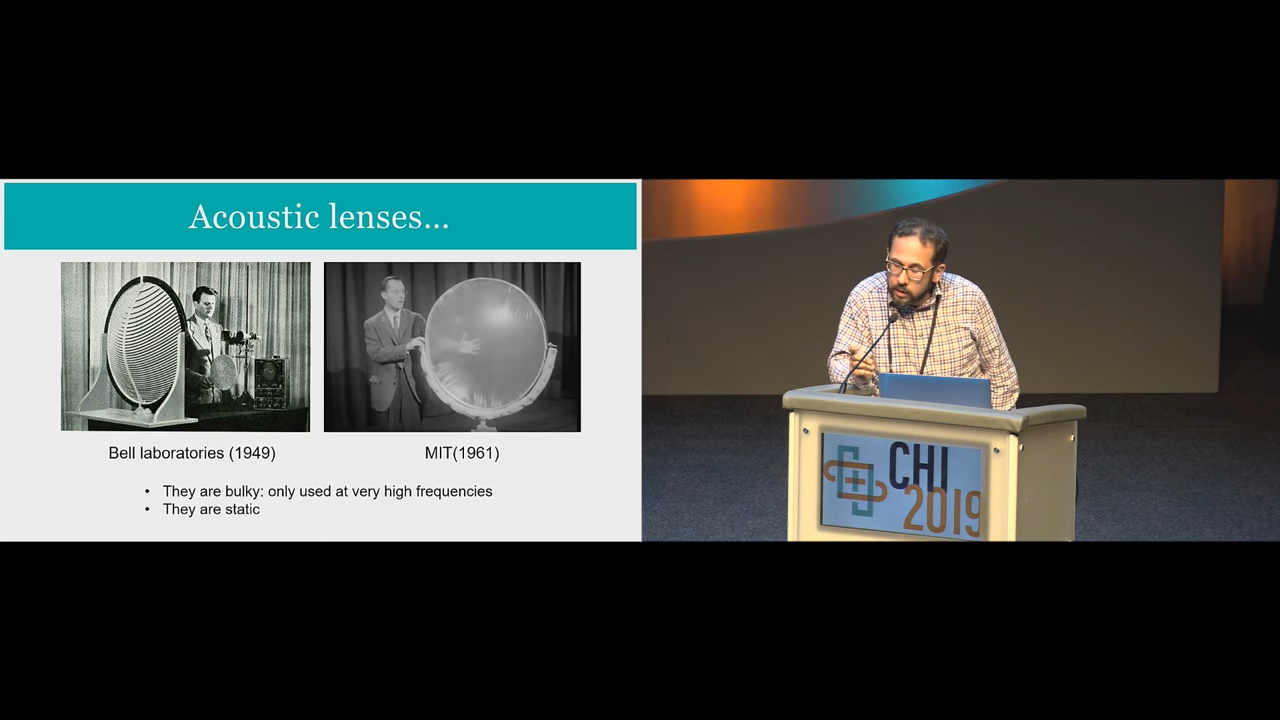 Acoustic lenses...
Bell laboratories (1949)
MIT(1961)
• They are bulky: only used at very high frequencies
• They are static
CHI
2019